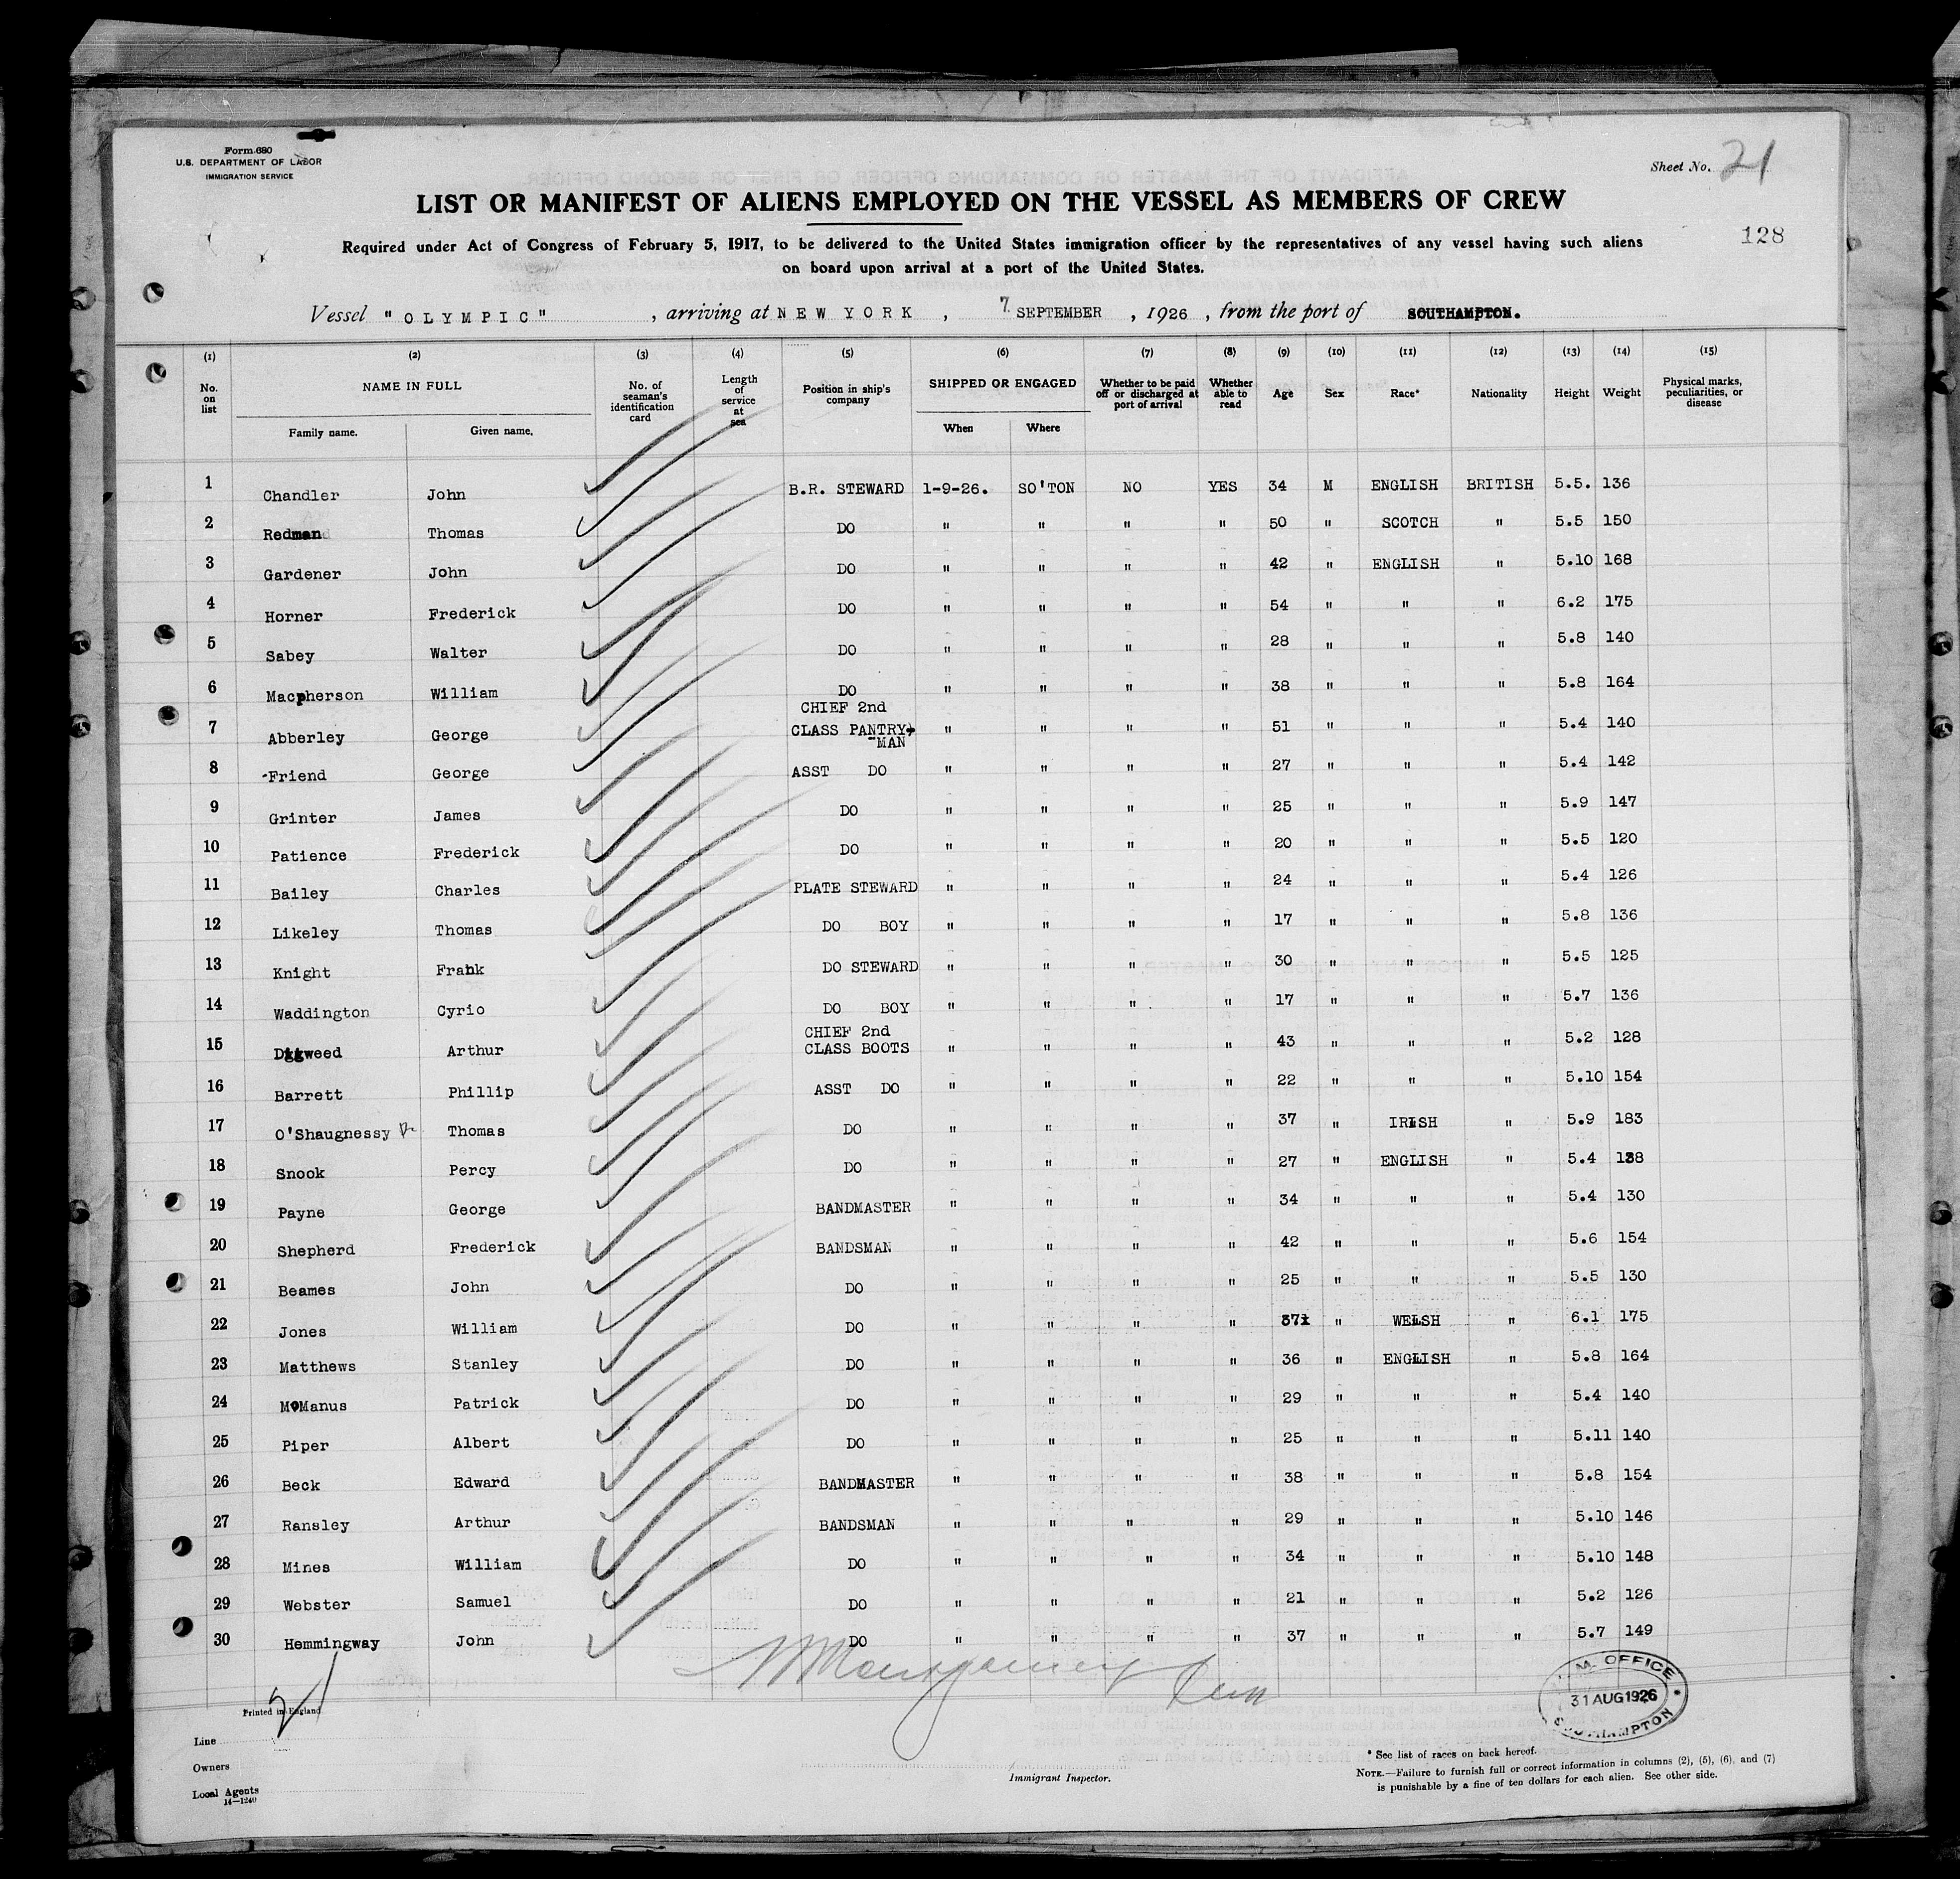 Form 680
U.S. DEPARTMENT OF LABOR
IMMIGRATION SERVICE
Sheet No. 21
LIST OR MANIFEST OF ALIENS EMPLOYED ON THE VESSEL AS MEMBERS OF CREW
128
Required under Act of Congress of February 5, 1917, to be delivered to the United States immigration officer by the representatives of any vessel having such aliens
on board upon arrival at a port of the United States.
Vessel "OLYMPIC", arriving at NEW YORK, 7 SEPTEMBER, 1926, from the port of SOUTHAMPTON.
(1) (2) (3) (4) (5) (6) (7) (8) (9) (10) (11) (12) (13) (14) (15)
No. on list NAME IN FULL Family name. Given name. No. of seaman's identification card Length of service at sea Position in ship's company SHIPPED OR ENGAGED When Where Whether to be paid off or discharged at port of arrival Whether able to read Age Sex Race* Nationality Height Weight Physical marks, peculiarities, or disease
1 Chandler John B.R. STEWARD 1-9-26. SO'TON NO YES 34 M ENGLISH BRITISH 5.5. 136
2 Redman Thomas DO " " " " 50 " SCOTCH " 5.5 150
3 Gardener John DO " " " " 42 " ENGLISH " 5.10 168
4 Horner Frederick DO " " " " 54 " " " 6.2 175
5 Sabey Walter DO " " " " 28 " " " 5.8 140
6 Macpherson William DO " " " " 38 " " " 5.8 164
7 Abberley George CHIEF 2nd CLASS PANTRY-MAN " " " " 51 " " " 5.4 140
8 -Friend George ASST DO " " " " 27 " " " 5.4 142
9 Grinter James DO " " " " 25 " " " 5.9 147
10 Patience Frederick DO " " " " 20 " " " 5.5 120
11 Bailey Charles PLATE STEWARD " " " " 24 " " " 5.4 126
12 Likeley Thomas DO BOY " " " " 17 " " " 5.8 136
13 Knight Frank DO STEWARD " " " " 30 " " " 5.5 125
14 Waddington Cyrio DO BOY " " " " 17 " " " 5.7 136
15 Diggweed Arthur CHIEF 2nd CLASS BOOTS " " " " 43 " " " 5.2 128
16 Barrett Phillip ASST DO " " " " 22 " " " 5.10 154
17 O'Shaugnessy Thomas DO " " " " 37 " IRISH " 5.9 183
18 Snook Percy DO " " " " 27 " ENGLISH " 5.4 138
19 Payne George BANDMASTER " " " " 34 " " " 5.4 130
20 Shepherd Frederick BANDSMAN " " " " 42 " " " 5.6 154
21 Beames John DO " " " " 25 " " " 5.5 130
22 Jones William DO " " " " 37 " WELSH " 6.1 175
23 Matthews Stanley DO " " " " 36 " ENGLISH " 5.8 164
24 McManus Patrick DO " " " " 29 " " " 5.4 140
25 Piper Albert DO " " " " 25 " " " 5.11 140
26 Beck Edward BANDMASTER " " " " 38 " " " 5.8 154
27 Ransley Arthur BANDSMAN " " " " 29 " " " 5.10 146
28 Mines William DO " " " " 34 " " " 5.10 148
29 Webster Samuel DO " " " " 21 " " " 5.2 126
30 Hemmingway John DO " " " " 37 " " " 5.7 149
Montgomery
M. OFFICE
31 AUG 1926
SOUTHAMPTON
Printed in England
Line
Owners
Local Agents
14-1240
Immigrant Inspector.
* See list of races on back hereof.
NOTE.—Failure to furnish full or correct information in columns (2), (5), (6), and (7)
is punishable by a fine of ten dollars for each alien. See other side.